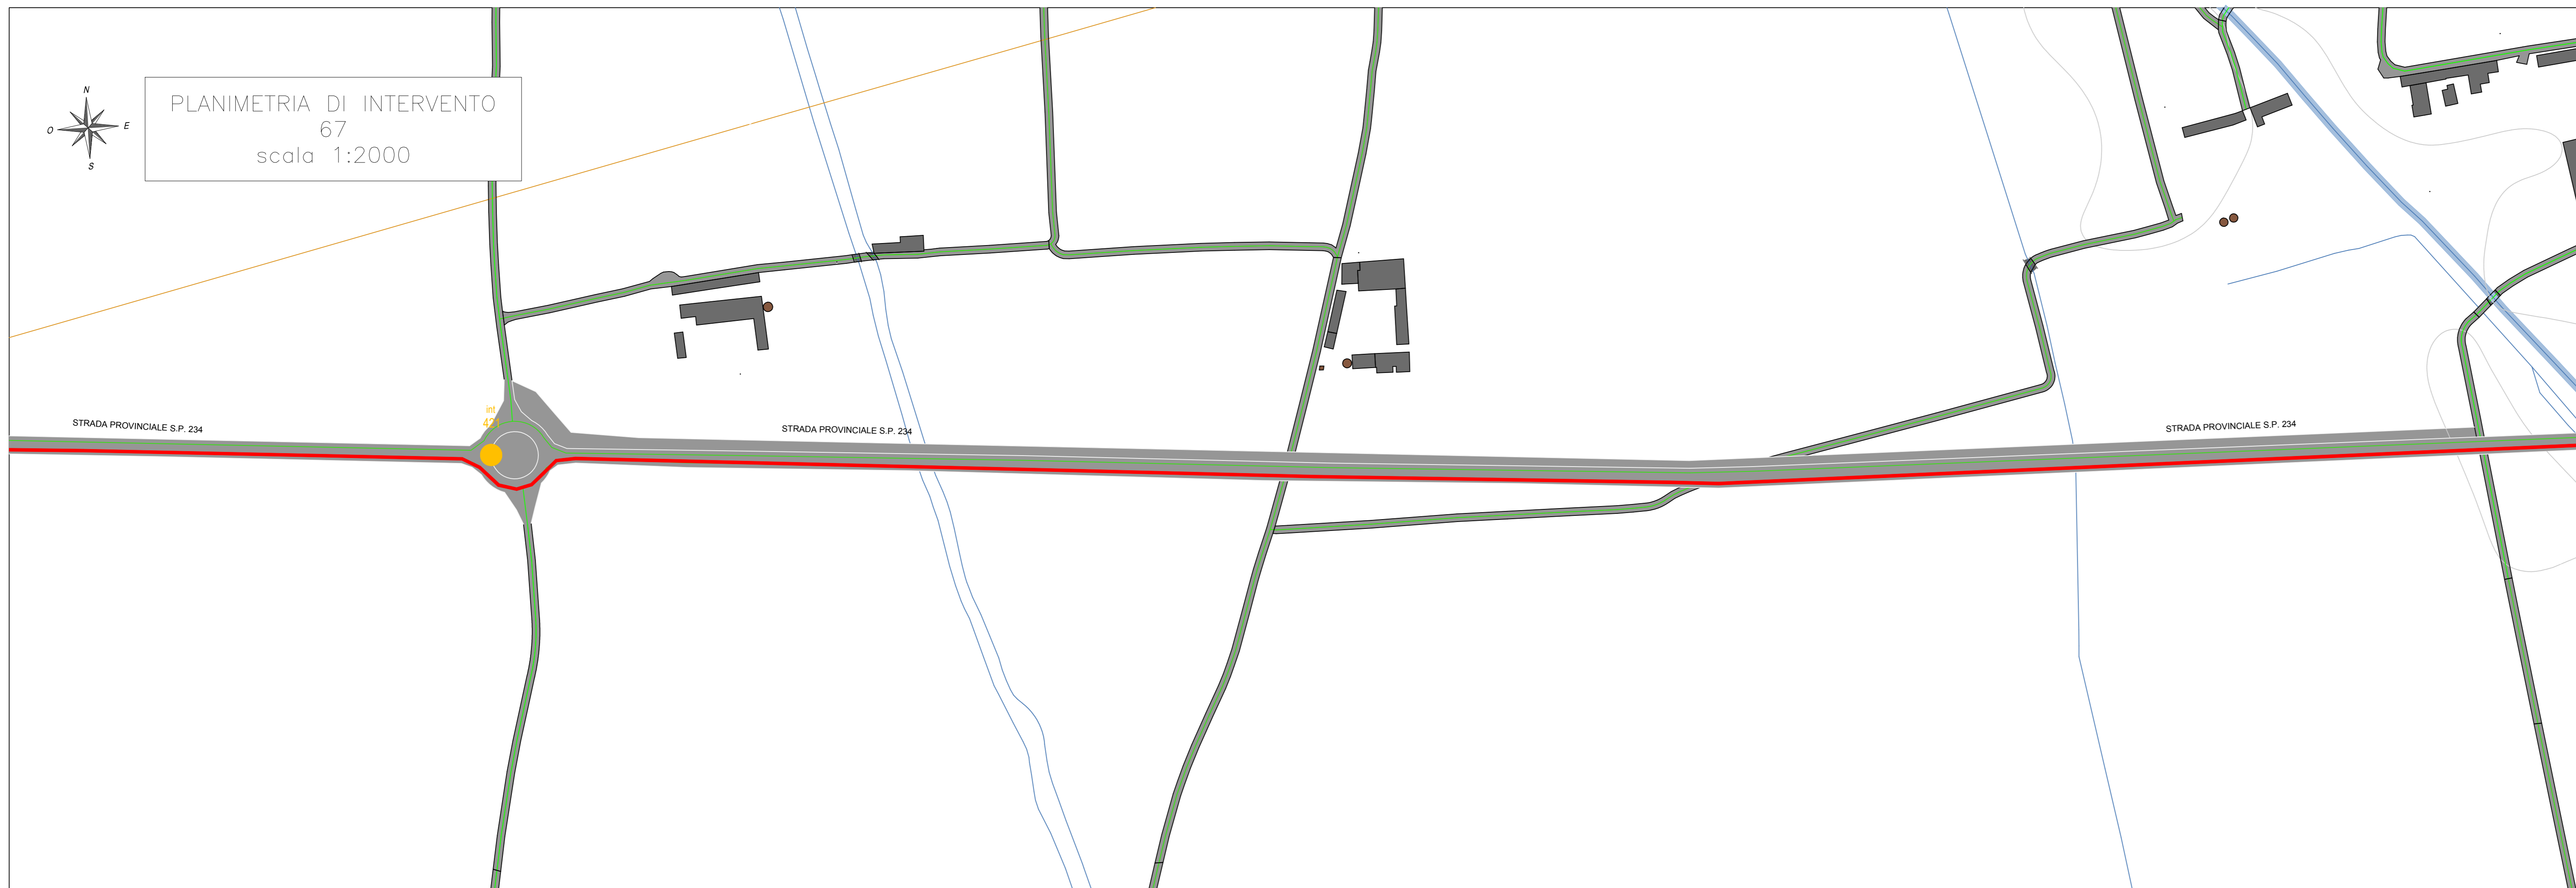 N
O
E
S
PLANIMETRIA DI INTERVENTO
67
scala 1:2000
int
421
STRADA PROVINCIALE S.P. 234
STRADA PROVINCIALE S.P. 234
STRADA PROVINCIALE S.P. 234